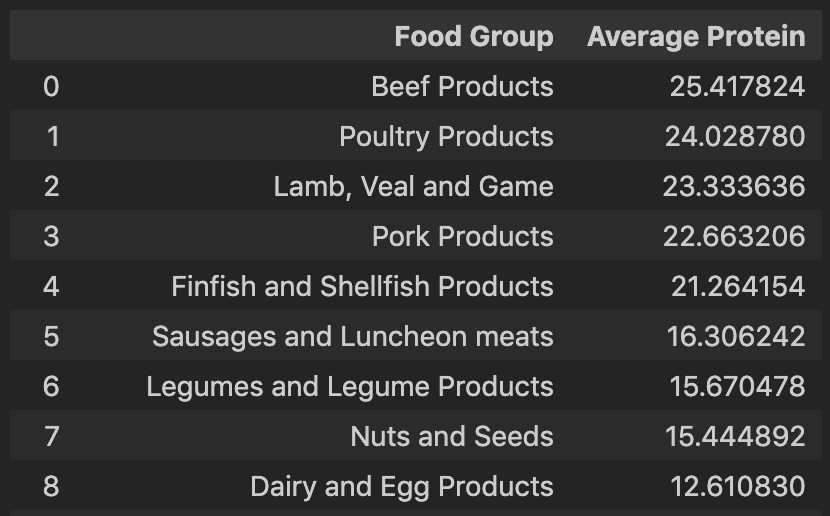 Food Group Average Protein
0 Beef Products 25.417824
1 Poultry Products 24.028780
2 Lamb, Veal and Game 23.333636
3 Pork Products 22.663206
4 Finfish and Shellfish Products 21.264154
5 Sausages and Luncheon meats 16.306242
6 Legumes and Legume Products 15.670478
7 Nuts and Seeds 15.444892
8 Dairy and Egg Products 12.610830